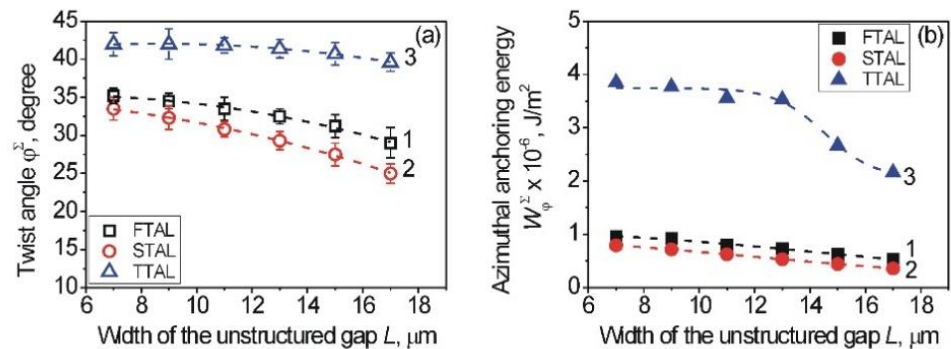 (a)
45
40
35
30
25
20
15
10
Twist angle φ^Σ, degree
3
1
2
FTAL
STAL
TTAL
6 8 10 12 14 16 18
Width of the unstructured gap L, μm
(b)
5
4
3
2
1
0
Azimuthal anchoring energy
W_φ^Σ x 10^-6, J/m^2
FTAL
STAL
TTAL
3
1
2
6 8 10 12 14 16 18
Width of the unstructured gap L, μm